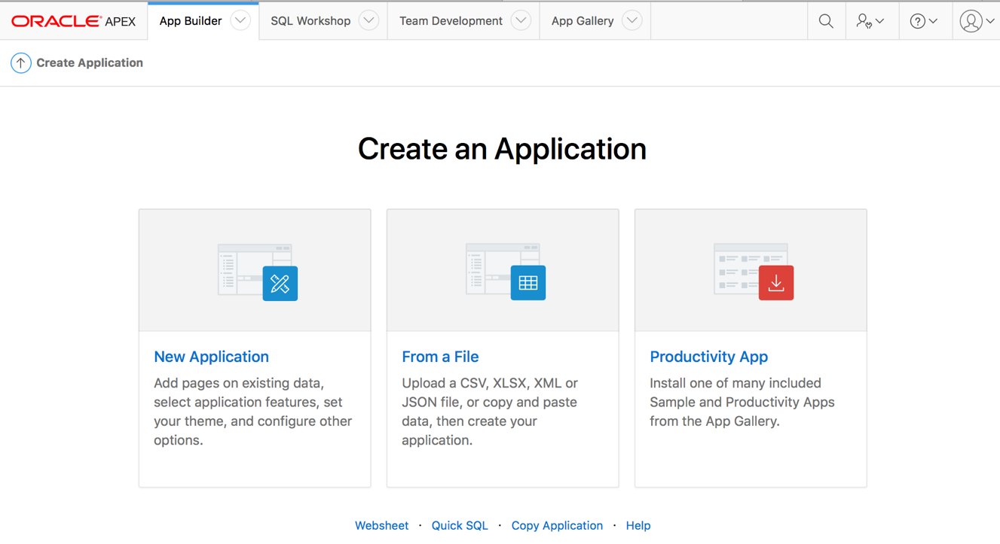 ORACLE® APEX App Builder SQL Workshop Team Development App Gallery
Create Application
Create an Application
New Application
Add pages on existing data,
select application features, set
your theme, and configure other
options.
From a File
Upload a CSV, XLSX, XML or
JSON file, or copy and paste
data, then create your
application.
Productivity App
Install one of many included
Sample and Productivity Apps
from the App Gallery.
Websheet · Quick SQL · Copy Application · Help